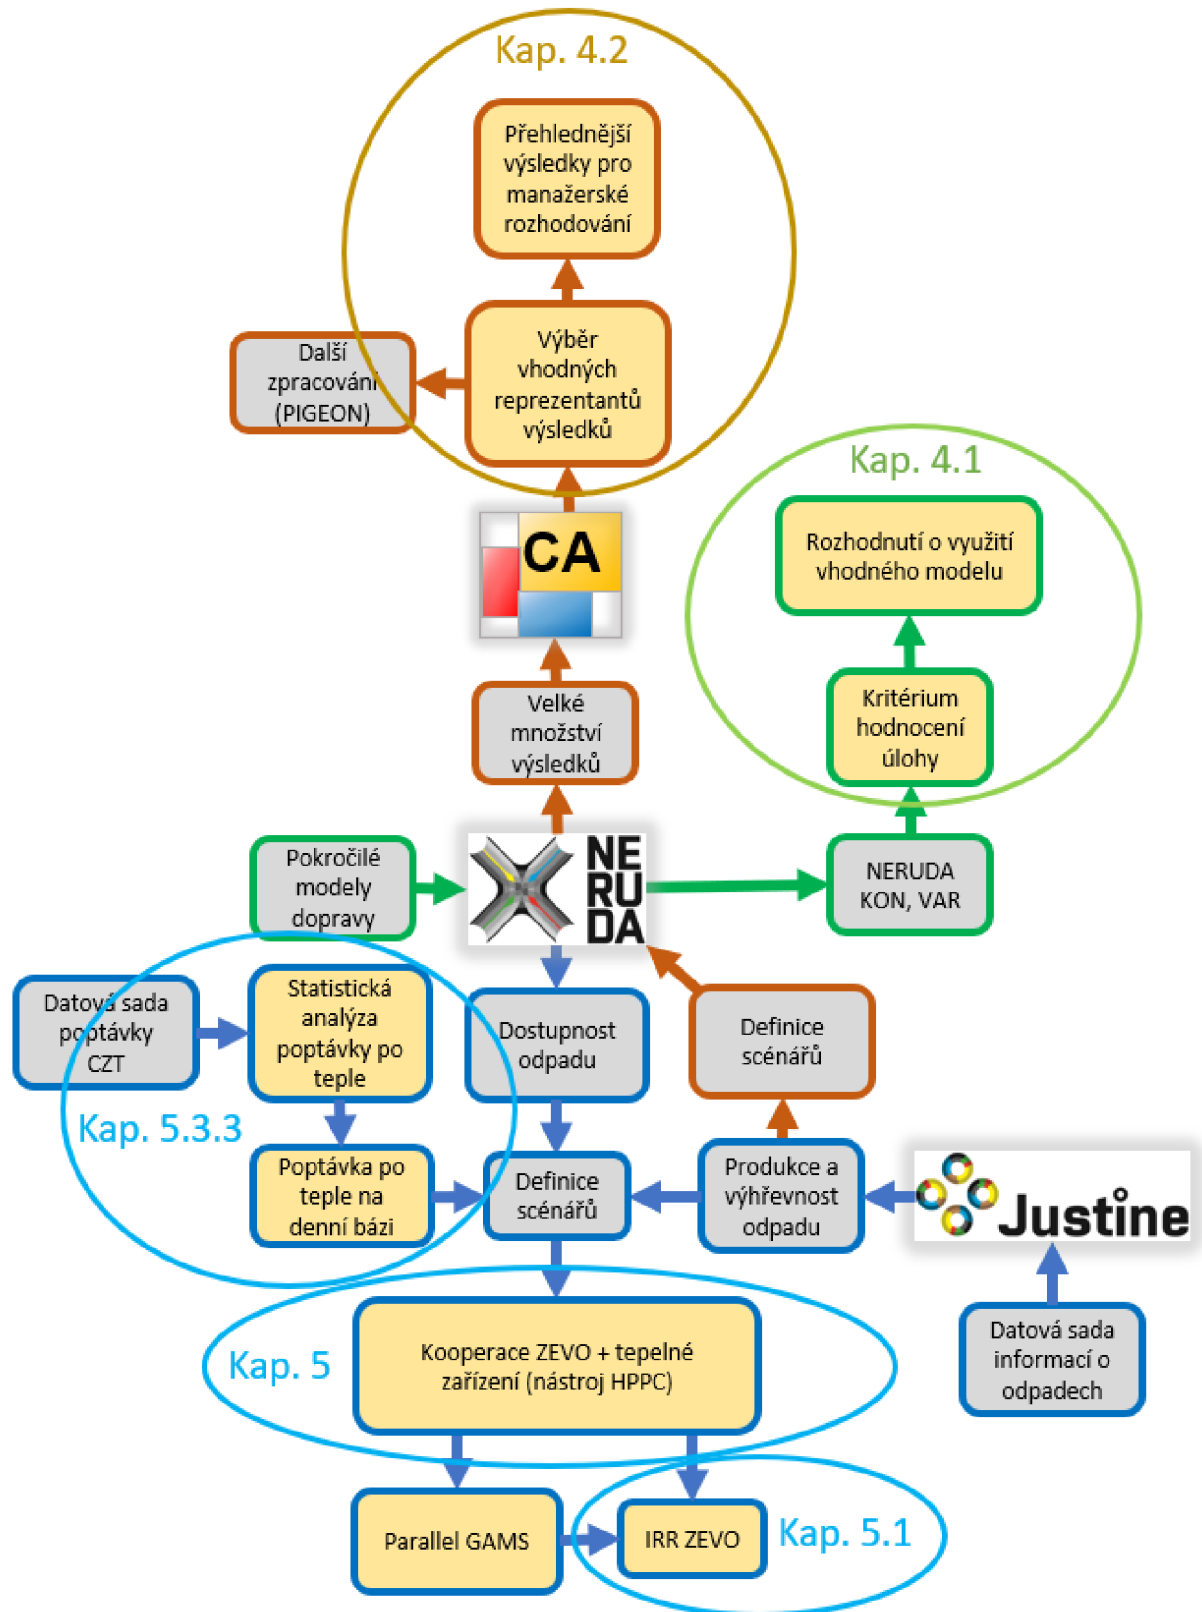 Kap. 4.2
Přehlednější
výsledky pro
manažerské
rozhodování
Další
zpracování
(PIGEON)
Výběr
vhodných
reprezentantů
výsledků
Kap. 4.1
Rozhodnutí o využití
vhodného modelu
CA
Kritérium
hodnocení
úlohy
Velké
množství
výsledků
Pokročilé
modely
dopravy
NE
RU
DA
NERUDA
KON, VAR
Datová sada
poptávky
CZT
Statistická
analýza
poptávky po
teple
Dostupnost
odpadu
Definice
scénářů
Kap. 5.3.3
Poptávka po
teple na
denní bázi
Definice
scénářů
Produkce a
výhřevnost
odpadu
Justine
Kap. 5
Kooperace ZEVO + tepelné
zařízení (nástroj HPPC)
Datová sada
informací o
odpadech
Parallel GAMS
IRR ZEVO
Kap. 5.1